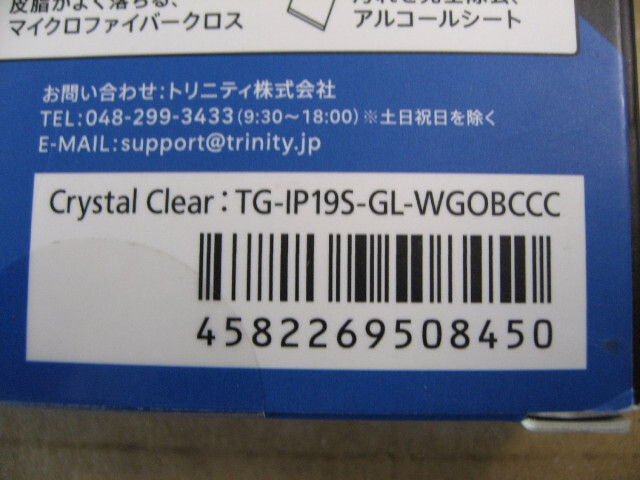 皮脂がよく落ちる、
マイクロファイバークロス
アルコールシート
お問い合わせ:トリニティ株式会社
TEL:048-299-3433(9:30〜18:00)※土日祝日を除く
E-MAIL:support@trinity.jp
Crystal Clear:TG-IP19S-GL-WGOBCCC
4582269508450